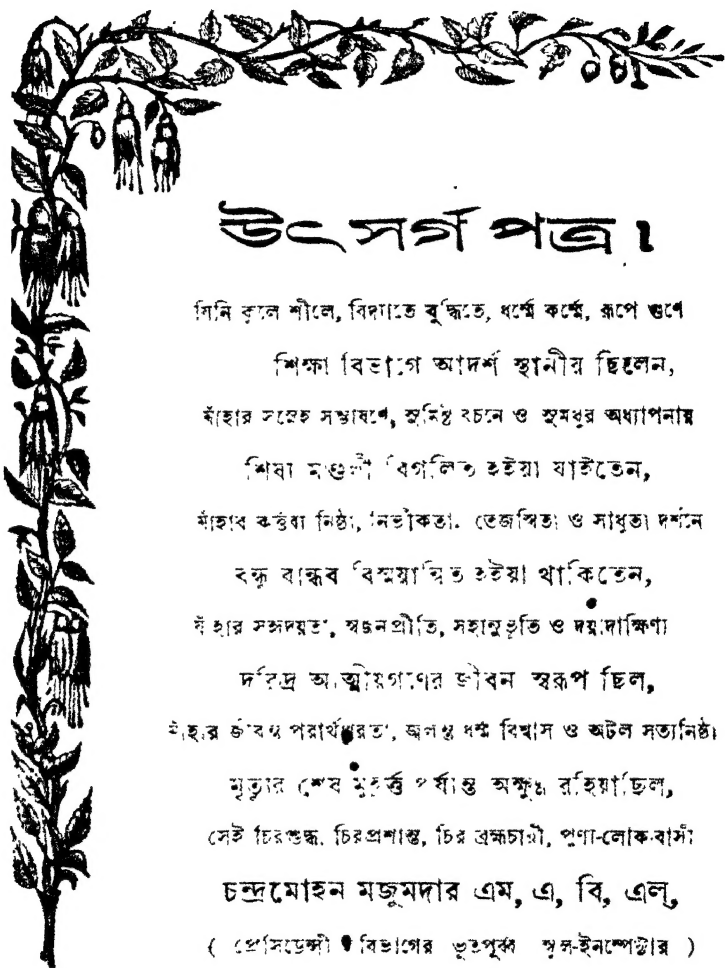 উৎসর্গ পত্র।
যিনি কুলে শীলে, বিদ্যাতে বুদ্ধিতে, ধর্ম্মে কর্ম্মে, রূপে গুণে
শিক্ষা বিভাগে আদর্শ স্থানীয় ছিলেন,
যাঁহার সস্নেহ সম্ভাষণে, সুমিষ্ট বচনে ও সুমধুর অধ্যাপনায়
শিষ্য মণ্ডলী বিগলিত হইয়া যাইতেন,
যাঁহার কর্ত্তব্য নিষ্ঠা, নির্ভীকতা, তেজস্বিতা ও সাধুতা দর্শনে
বন্ধু বান্ধব বিস্ময়ান্বিত হইয়া থাকিতেন,
যাঁহার সহৃদয়তা, স্বজনপ্রীতি, সহানুভূতি ও দয়াদাক্ষিণ্য
দরিদ্র আত্মীয়গণের জীবন স্বরূপ ছিল,
যাঁহার জীবন্ত পরার্থপরতা, জ্বলন্ত ধর্ম্ম বিশ্বাস ও অটল সত্যনিষ্ঠা
মৃত্যুর শেষ মুহূর্ত্ত পর্য্যন্ত অক্ষুণ্ণ রহিয়াছিল,
সেই চিরশুদ্ধ, চিরপ্রশান্ত, চির ব্রহ্মচারী, পুণ্য-লোক-বাসী
চন্দ্রমোহন মজুমদার এম, এ, বি, এল্,
( প্রেসিডেন্সী বিভাগের ভূতপূর্ব্ব স্কুল-ইনস্পেক্টার )